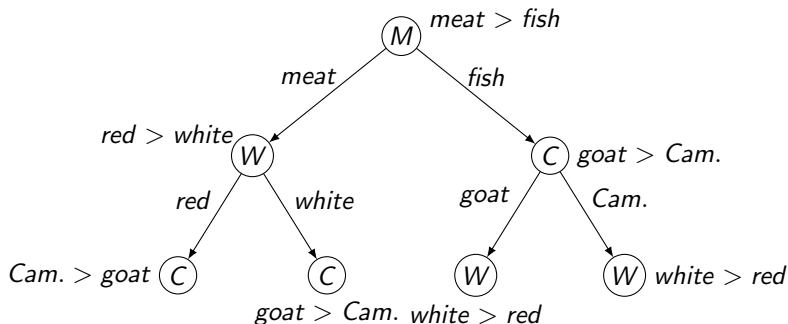 M meat > fish
meat fish
red > white W C goat > Cam.
red white goat Cam.
Cam. > goat C C W W white > red
goat > Cam. white > red